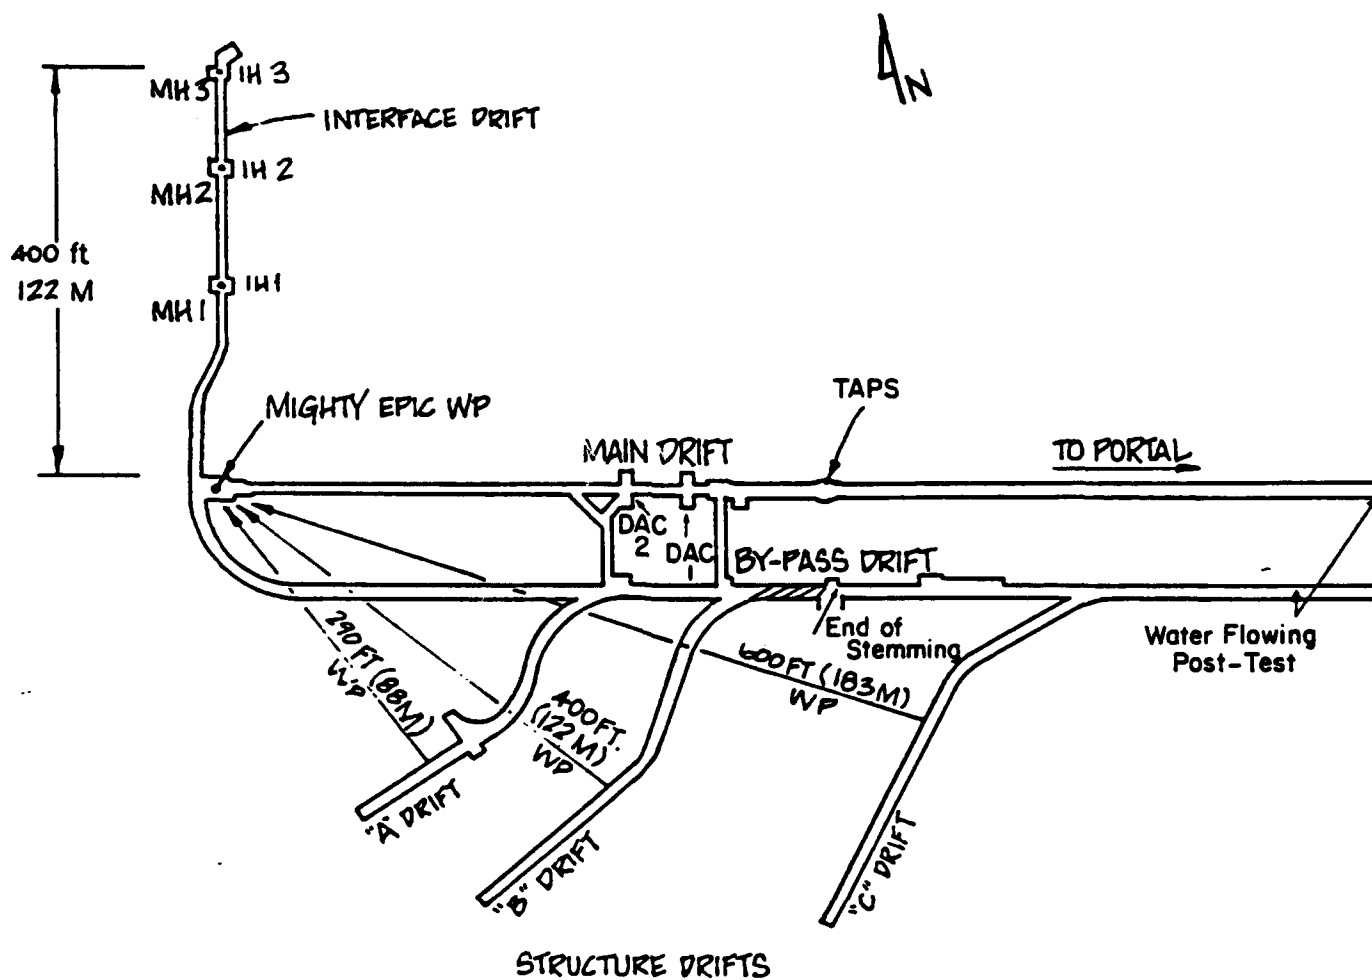 N
MH3
IH 3
INTERFACE DRIFT
MH2
IH 2
400 ft
122 M
MH1
IH1
MIGHTY EPIC WP
TAPS
MAIN DRIFT
TO PORTAL
DAC
2
DAC
1
BY-PASS DRIFT
End of
Stemming
Water Flowing
Post-Test
290 FT (88M)
WP
400 FT.
(122 M)
WP
600 FT (183M)
WP
"A" DRIFT
"B" DRIFT
"C" DRIFT
STRUCTURE DRIFTS